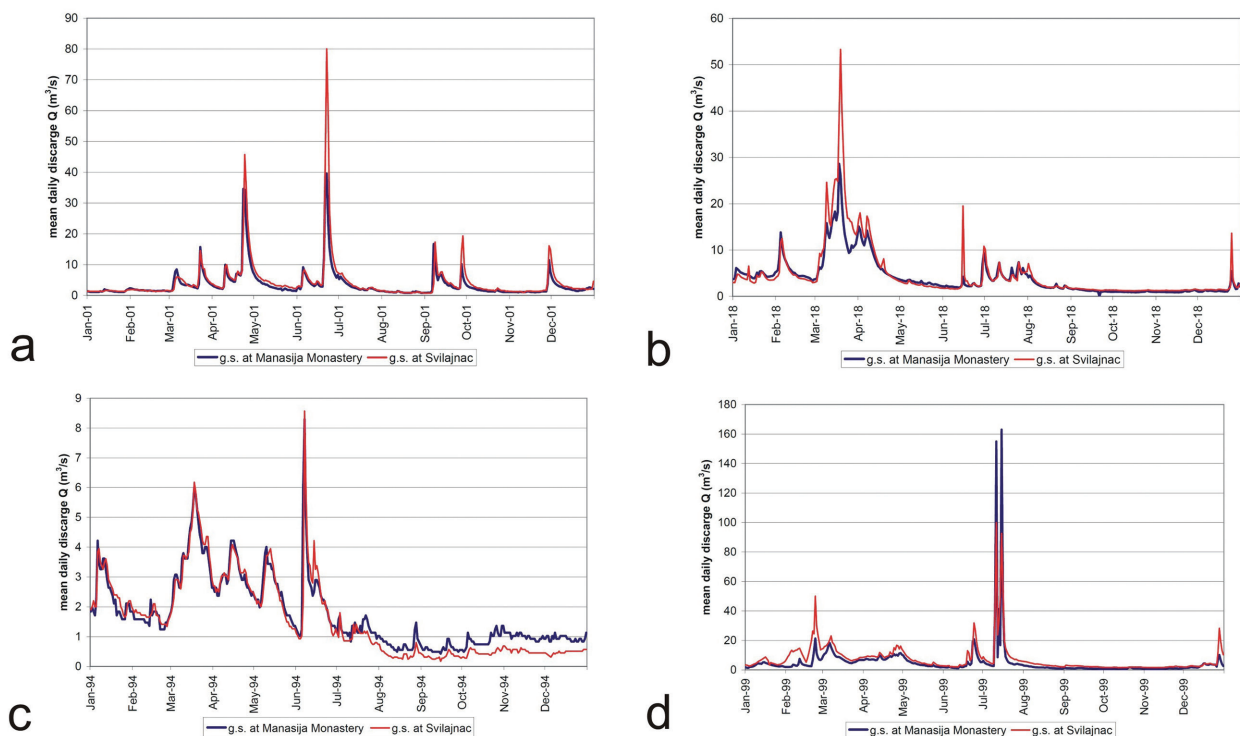 mean daily discarge Q (m³/s)
90
80
70
60
50
40
30
20
10
0
Jan-01
Feb-01
Mar-01
Apr-01
May-01
Jun-01
Jul-01
Aug-01
Sep-01
Oct-01
Nov-01
Dec-01
g.s. at Manasija Monastery
g.s. at Svilajnac
a
mean daily discarge Q (m³/s)
60
50
40
30
20
10
0
Jan-18
Feb-18
Mar-18
Apr-18
May-18
Jun-18
Jul-18
Aug-18
Sep-18
Oct-18
Nov-18
Dec-18
g.s. at Manasija Monastery
g.s. at Svilajnac
b
mean daily discarge Q (m³/s)
9
8
7
6
5
4
3
2
1
0
Jan-94
Feb-94
Mar-94
Apr-94
May-94
Jun-94
Jul-94
Aug-94
Sep-94
Oct-94
Nov-94
Dec-94
g.s. at Manasija Monastery
g.s. at Svilajnac
c
mean daily discarge Q (m³/s)
180
160
140
120
100
80
60
40
20
0
Jan-99
Feb-99
Mar-99
Apr-99
May-99
Jun-99
Jul-99
Aug-99
Sep-99
Oct-99
Nov-99
Dec-99
g.s. at Manasija Monastery
g.s. at Svilajnac
d